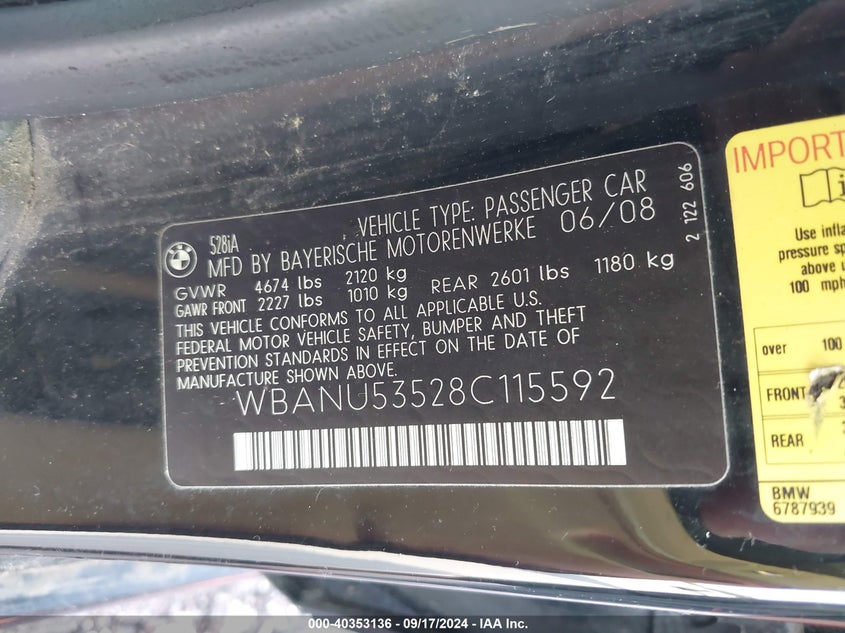 528iA
VEHICLE TYPE: PASSENGER CAR
MFD BY BAYERISCHE MOTORENWERKE 06/08
GVWR 4674 lbs 2120 kg
GAWR FRONT 2227 lbs 1010 kg REAR 2601 lbs 1180 kg
THIS VEHICLE CONFORMS TO ALL APPLICABLE U.S.
FEDERAL MOTOR VEHICLE SAFETY, BUMPER AND THEFT
PREVENTION STANDARDS IN EFFECT ON THE DATE OF
MANUFACTURE SHOWN ABOVE.
WBANU53528C115592
2 122 606
IMPORT
Use infla
pressure sp
above u
100 mph
over 100
FRONT
REAR
BMW
6787939
000-40353136 - 09/17/2024 - IAA Inc.